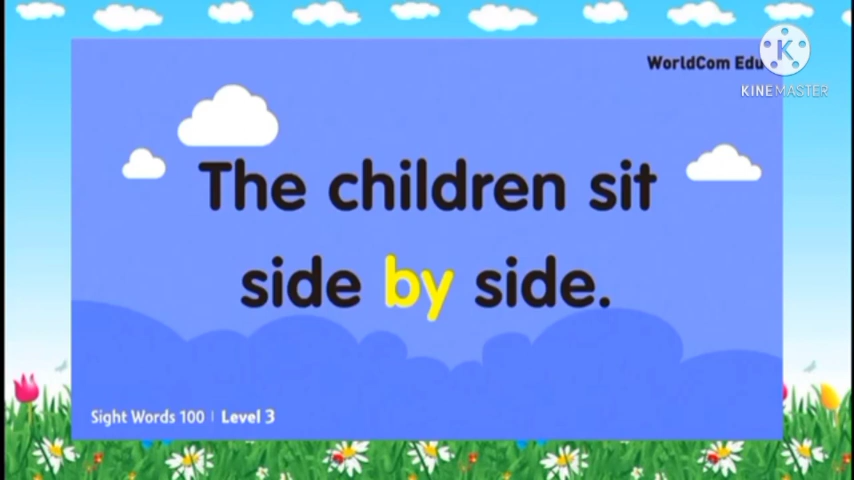 WorldCom Edu
K
KINEMASTER
The children sit
side by side.
Sight Words 100 | Level 3